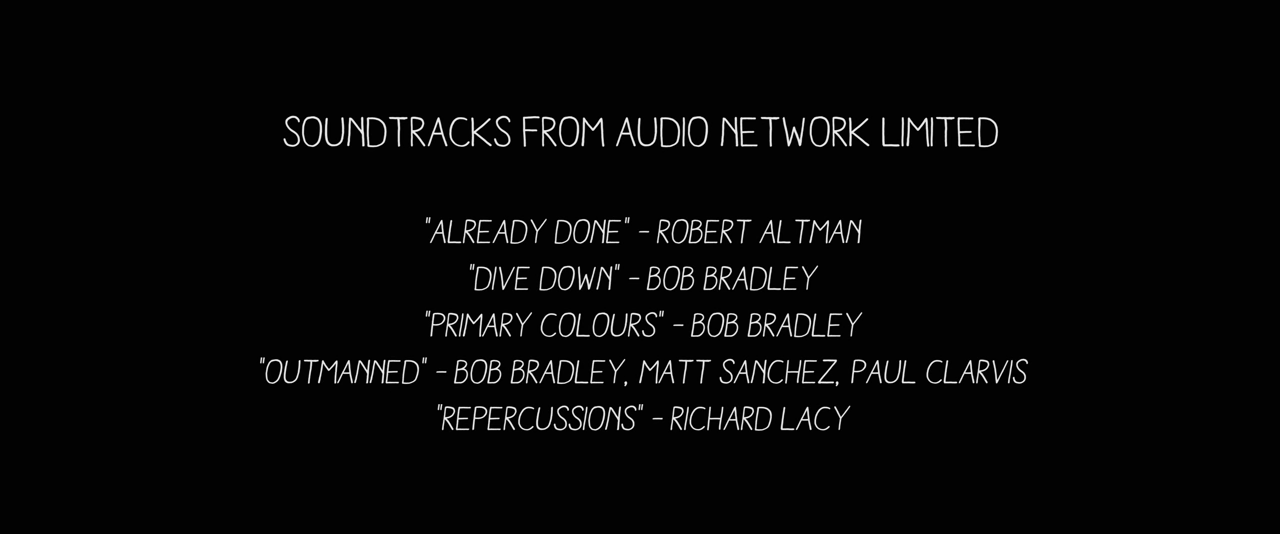 SOUNDTRACKS FROM AUDIO NETWORK LIMITED
"ALREADY DONE" - ROBERT ALTMAN
"DIVE DOWN" - BOB BRADLEY
"PRIMARY COLOURS" - BOB BRADLEY
"OUTMANNED" - BOB BRADLEY, MATT SANCHEZ, PAUL CLARVIS
"REPERCUSSIONS" - RICHARD LACY